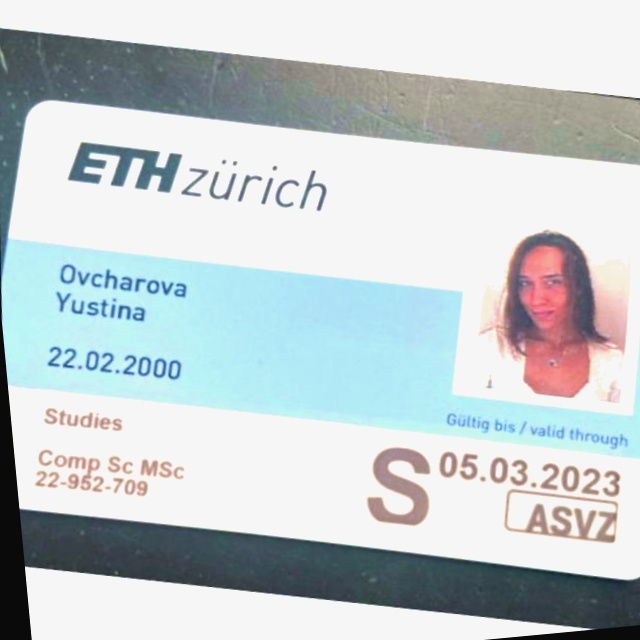 ETH zürich
Ovcharova
Yustina
22.02.2000
Gültig bis / valid through
Studies
05.03.2023
Comp Sc MSc
22-952-709
S
ASVZ